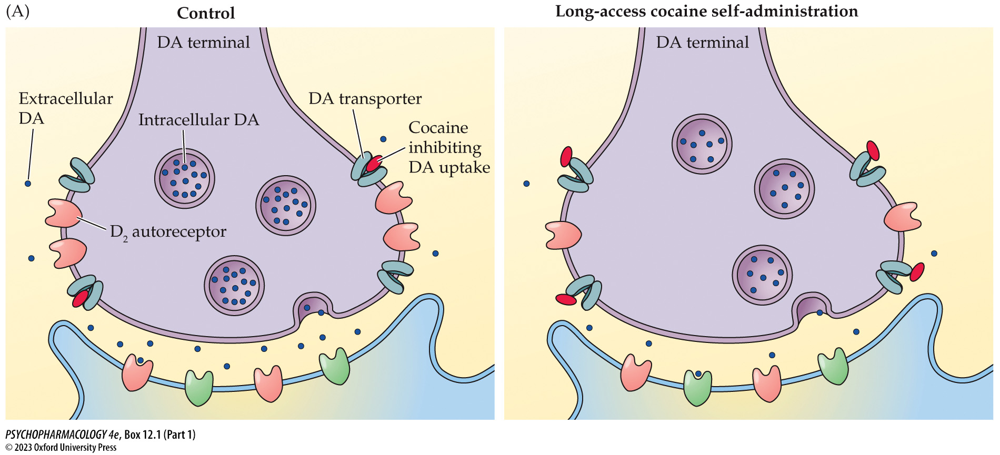 (A)
Control
Long-access cocaine self-administration
DA terminal
Extracellular
DA
Intracellular DA
DA transporter
Cocaine
inhibiting
DA uptake
D2 autoreceptor
DA terminal
PSYCHOPHARMACOLOGY 4e, Box 12.1 (Part 1)
© 2023 Oxford University Press